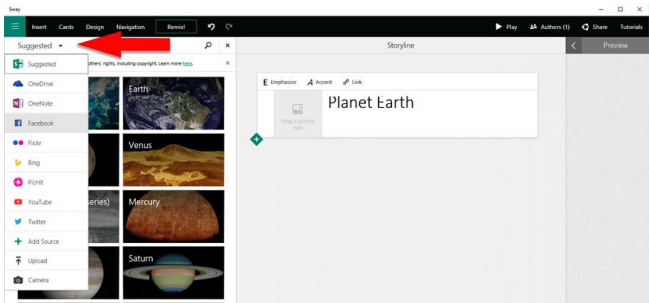 Sway
Insert Cards Design Navigation Remix! Play Authors (1) Share Tutorials
Suggested Storyline Preview
Suggested
others' rights, including copyright. Learn more here.
OneDrive
OneNote
Facebook
Flickr
Bing
PicHit
YouTube
Twitter
Add Source
Upload
Camera
Earth
Venus
series)
Mercury
Saturn
E Emphasize A Accent Link
Drag a picture
here
Planet Earth